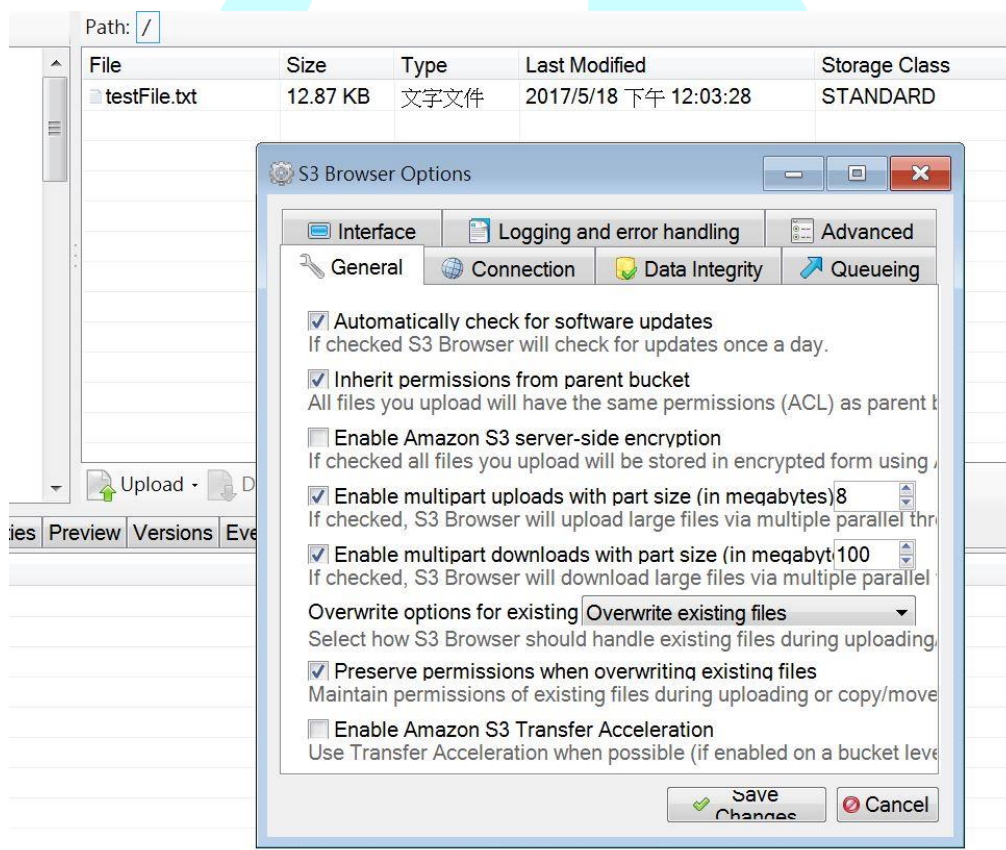 Path: /
File Size Type Last Modified Storage Class
testFile.txt 12.87 KB 文字文件 2017/5/18 下午 12:03:28 STANDARD
S3 Browser Options
Interface Logging and error handling Advanced
General Connection Data Integrity Queueing
Automatically check for software updates
If checked S3 Browser will check for updates once a day.
Inherit permissions from parent bucket
All files you upload will have the same permissions (ACL) as parent
Enable Amazon S3 server-side encryption
If checked all files you upload will be stored in encrypted form using
Enable multipart uploads with part size (in megabytes) 8
If checked, S3 Browser will upload large files via multiple parallel thr
Enable multipart downloads with part size (in megabyt 100
If checked, S3 Browser will download large files via multiple parallel
Overwrite options for existing Overwrite existing files
Select how S3 Browser should handle existing files during uploading
Preserve permissions when overwriting existing files
Maintain permissions of existing files during uploading or copy/move
Enable Amazon S3 Transfer Acceleration
Use Transfer Acceleration when possible (if enabled on a bucket leve
Save Changes Cancel
Upload D
ies Preview Versions Eve